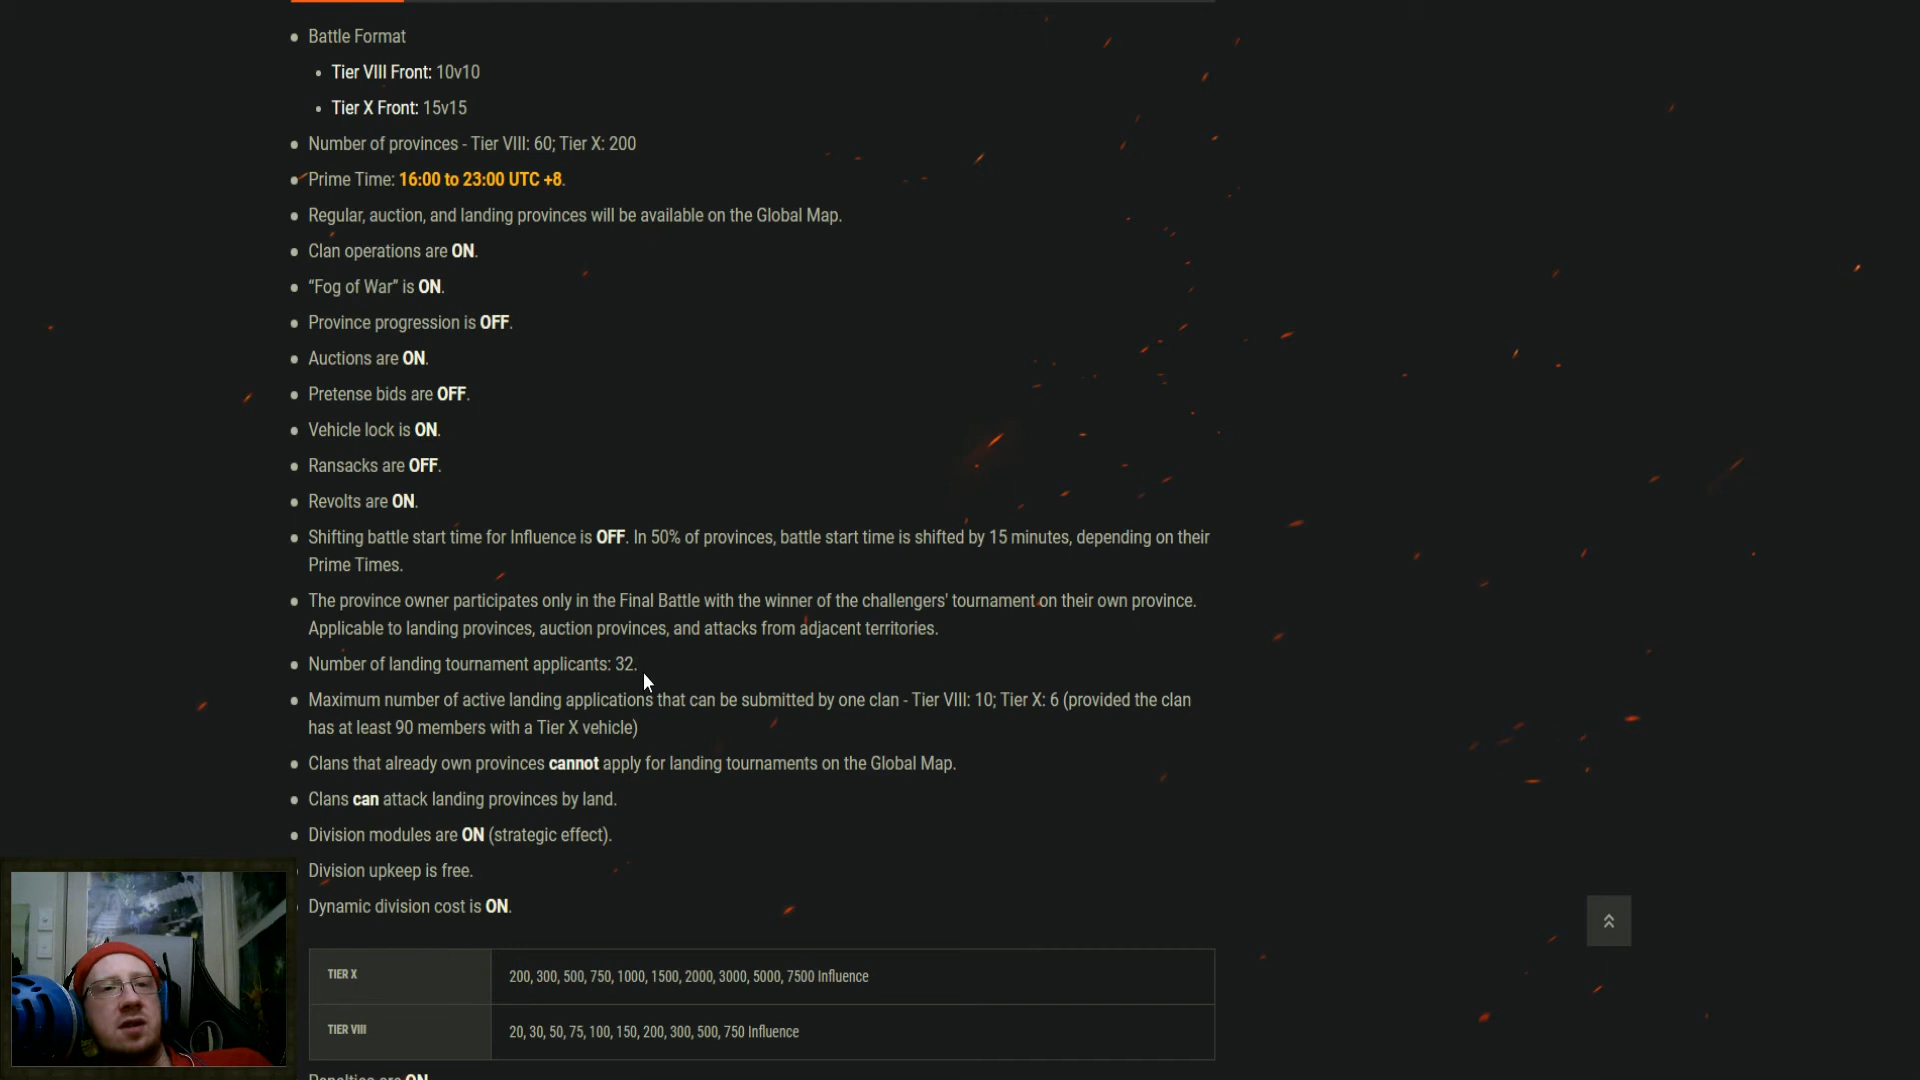 Battle Format
Tier VIII Front: 10v10
Tier X Front: 15v15
Number of provinces - Tier VIII: 60; Tier X: 200
Prime Time: 16:00 to 23:00 UTC +8.
Regular, auction, and landing provinces will be available on the Global Map.
Clan operations are ON.
“Fog of War” is ON.
Province progression is OFF.
Auctions are ON.
Pretense bids are OFF.
Vehicle lock is ON.
Ransacks are OFF.
Revolts are ON.
Shifting battle start time for Influence is OFF. In 50% of provinces, battle start time is shifted by 15 minutes, depending on their
Prime Times.
The province owner participates only in the Final Battle with the winner of the challengers' tournament on their own province.
Applicable to landing provinces, auction provinces, and attacks from adjacent territories.
Number of landing tournament applicants: 32.
Maximum number of active landing applications that can be submitted by one clan - Tier VIII: 10; Tier X: 6 (provided the clan
has at least 90 members with a Tier X vehicle)
Clans that already own provinces cannot apply for landing tournaments on the Global Map.
Clans can attack landing provinces by land.
Division modules are ON (strategic effect).
Division upkeep is free.
Dynamic division cost is ON.
TIER X 200, 300, 500, 750, 1000, 1500, 2000, 3000, 5000, 7500 Influence
TIER VIII 20, 30, 50, 75, 100, 150, 200, 300, 500, 750 Influence
Penalties are ON